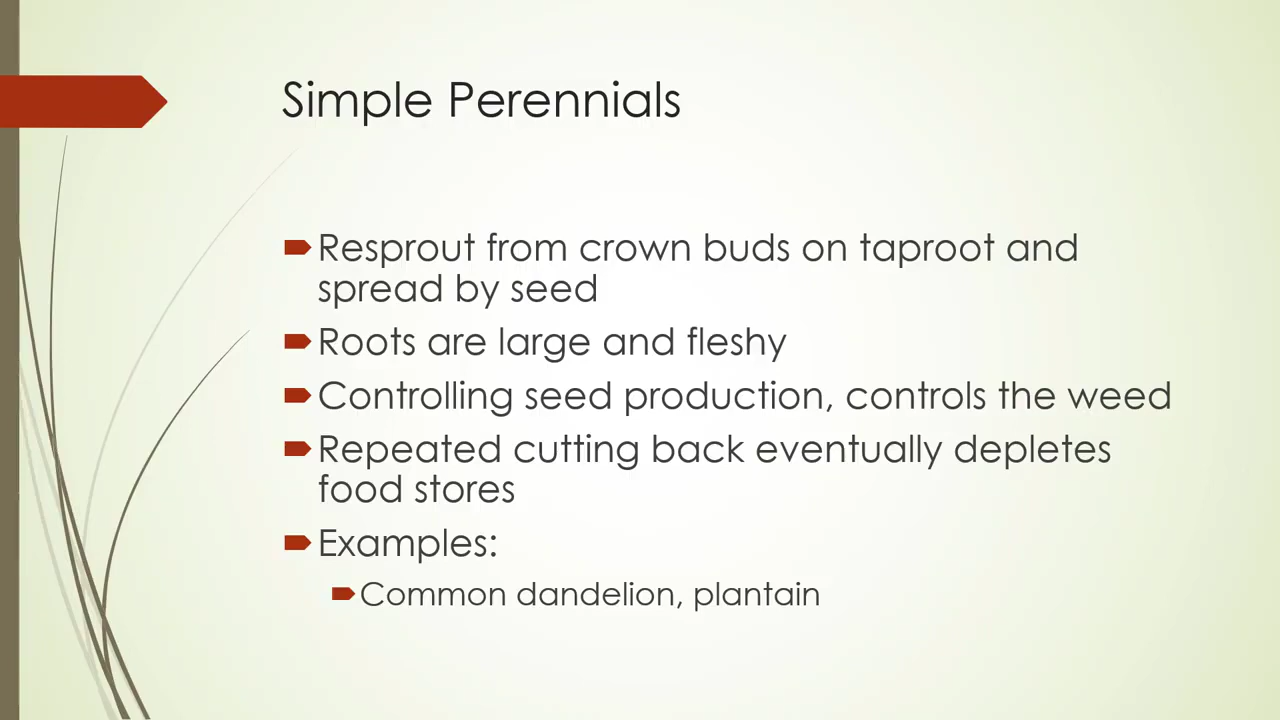 Simple Perennials
Resprout from crown buds on taproot and
spread by seed
Roots are large and fleshy
Controlling seed production, controls the weed
Repeated cutting back eventually depletes
food stores
Examples:
Common dandelion, plantain